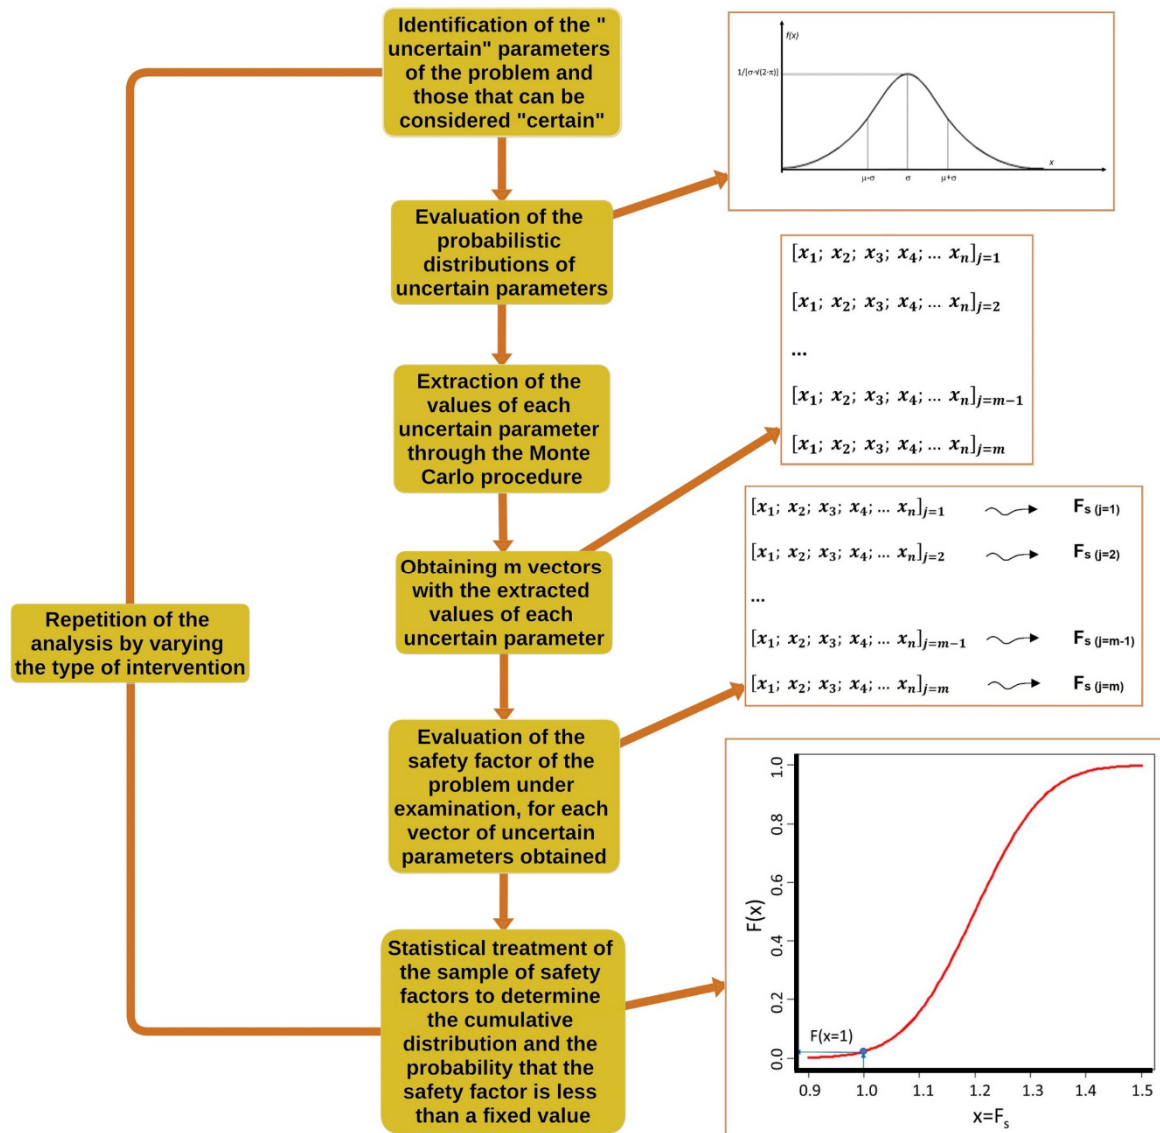 Identification of the "
uncertain" parameters
of the problem and
those that can be
considered "certain"
f(x)
1/[σ·√(2·π)]
x
μ-σ
σ
μ+σ
Evaluation of the
probabilistic
distributions of
uncertain parameters
[x₁; x₂; x₃; x₄; ... xₙ]ⱼ₌₁
[x₁; x₂; x₃; x₄; ... xₙ]ⱼ₌₂
...
[x₁; x₂; x₃; x₄; ... xₙ]ⱼ₌ₘ₋₁
[x₁; x₂; x₃; x₄; ... xₙ]ⱼ₌ₘ
Extraction of the
values of each
uncertain parameter
through the Monte
Carlo procedure
[x₁; x₂; x₃; x₄; ... xₙ]ⱼ₌₁ Fs (j=1)
[x₁; x₂; x₃; x₄; ... xₙ]ⱼ₌₂ Fs (j=2)
...
[x₁; x₂; x₃; x₄; ... xₙ]ⱼ₌ₘ₋₁ Fs (j=m-1)
[x₁; x₂; x₃; x₄; ... xₙ]ⱼ₌ₘ Fs (j=m)
Obtaining m vectors
with the extracted
values of each
uncertain parameter
Repetition of the
analysis by varying
the type of intervention
Evaluation of the
safety factor of the
problem under
examination, for each
vector of uncertain
parameters obtained
Statistical treatment of
the sample of safety
factors to determine
the cumulative
distribution and the
probability that the
safety factor is less
than a fixed value
F(x)
1.0
0.8
0.6
0.4
0.2
0.0
F(x=1)
0.9 1.0 1.1 1.2 1.3 1.4 1.5
x=Fₛ